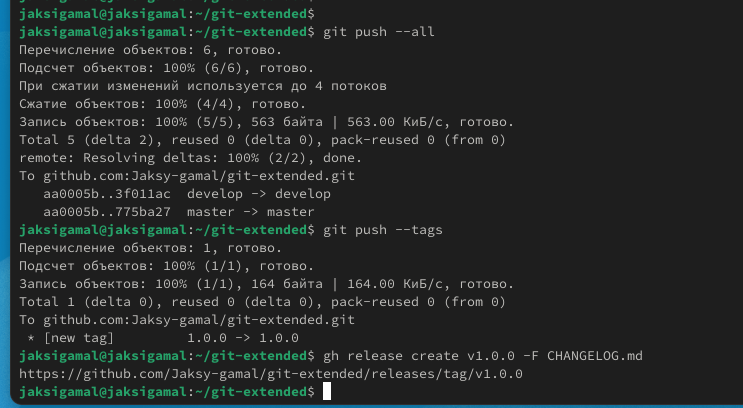 jaksigamal@jaksigamal:~/git-extended$
jaksigamal@jaksigamal:~/git-extended$ git push --all
Перечисление объектов: 6, готово.
Подсчет объектов: 100% (6/6), готово.
При сжатии изменений используется до 4 потоков
Сжатие объектов: 100% (4/4), готово.
Запись объектов: 100% (5/5), 563 байта | 563.00 КиБ/с, готово.
Total 5 (delta 2), reused 0 (delta 0), pack-reused 0 (from 0)
remote: Resolving deltas: 100% (2/2), done.
To github.com:Jaksy-gamal/git-extended.git
   aa0005b..3f011ac  develop -> develop
   aa0005b..775ba27  master -> master
jaksigamal@jaksigamal:~/git-extended$ git push --tags
Перечисление объектов: 1, готово.
Подсчет объектов: 100% (1/1), готово.
Запись объектов: 100% (1/1), 164 байта | 164.00 КиБ/с, готово.
Total 1 (delta 0), reused 0 (delta 0), pack-reused 0 (from 0)
To github.com:Jaksy-gamal/git-extended.git
 * [new tag]         1.0.0 -> 1.0.0
jaksigamal@jaksigamal:~/git-extended$ gh release create v1.0.0 -F CHANGELOG.md
https://github.com/Jaksy-gamal/git-extended/releases/tag/v1.0.0
jaksigamal@jaksigamal:~/git-extended$